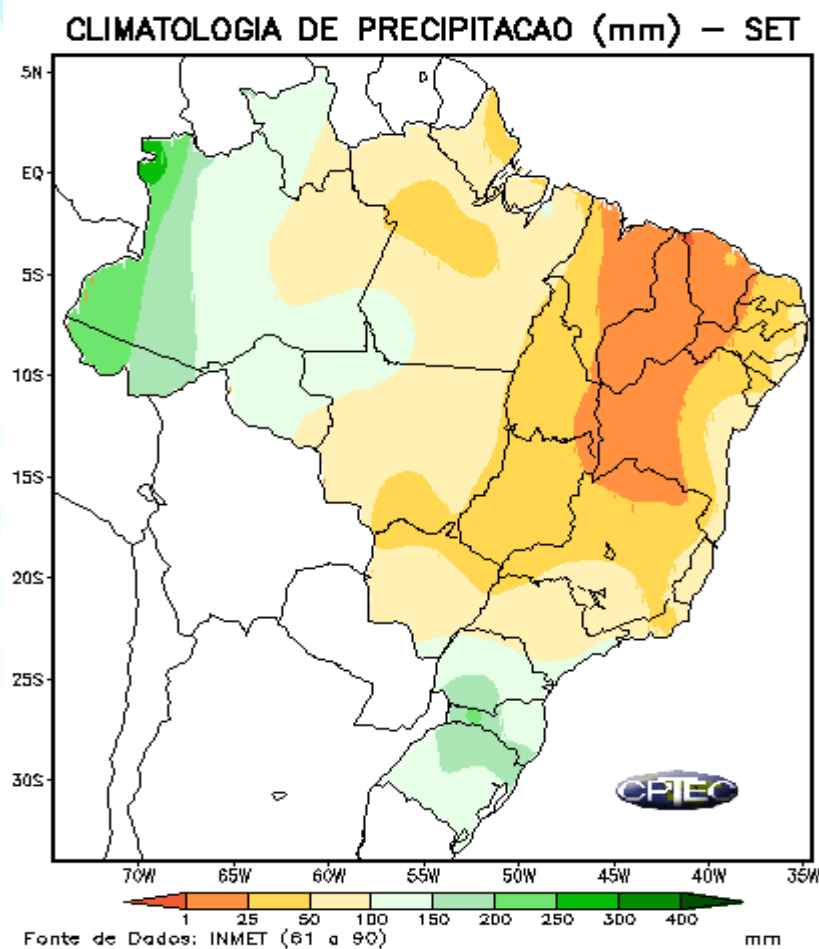 CLIMATOLOGIA DE PRECIPITACAO (mm) — SET
5N
EQ
5S
10S
15S
20S
25S
30S
CPTEC
70W 65W 60W 55W 50W 45W 40W 35W
1 25 50 100 150 200 250 300 400
Fonte de Dados: INMET (61 a 90) mm